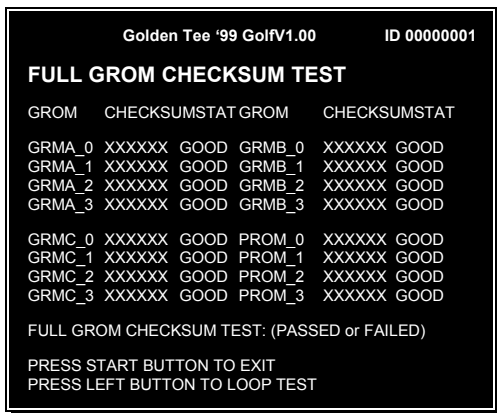 Golden Tee '99 GolfV1.00 ID 00000001
FULL GROM CHECKSUM TEST
GROM CHECKSUMSTAT GROM CHECKSUMSTAT
GRMA_0 XXXXXX GOOD GRMB_0 XXXXXX GOOD
GRMA_1 XXXXXX GOOD GRMB_1 XXXXXX GOOD
GRMA_2 XXXXXX GOOD GRMB_2 XXXXXX GOOD
GRMA_3 XXXXXX GOOD GRMB_3 XXXXXX GOOD
GRMC_0 XXXXXX GOOD PROM_0 XXXXXX GOOD
GRMC_1 XXXXXX GOOD PROM_1 XXXXXX GOOD
GRMC_2 XXXXXX GOOD PROM_2 XXXXXX GOOD
GRMC_3 XXXXXX GOOD PROM_3 XXXXXX GOOD
FULL GROM CHECKSUM TEST: (PASSED or FAILED)
PRESS START BUTTON TO EXIT
PRESS LEFT BUTTON TO LOOP TEST